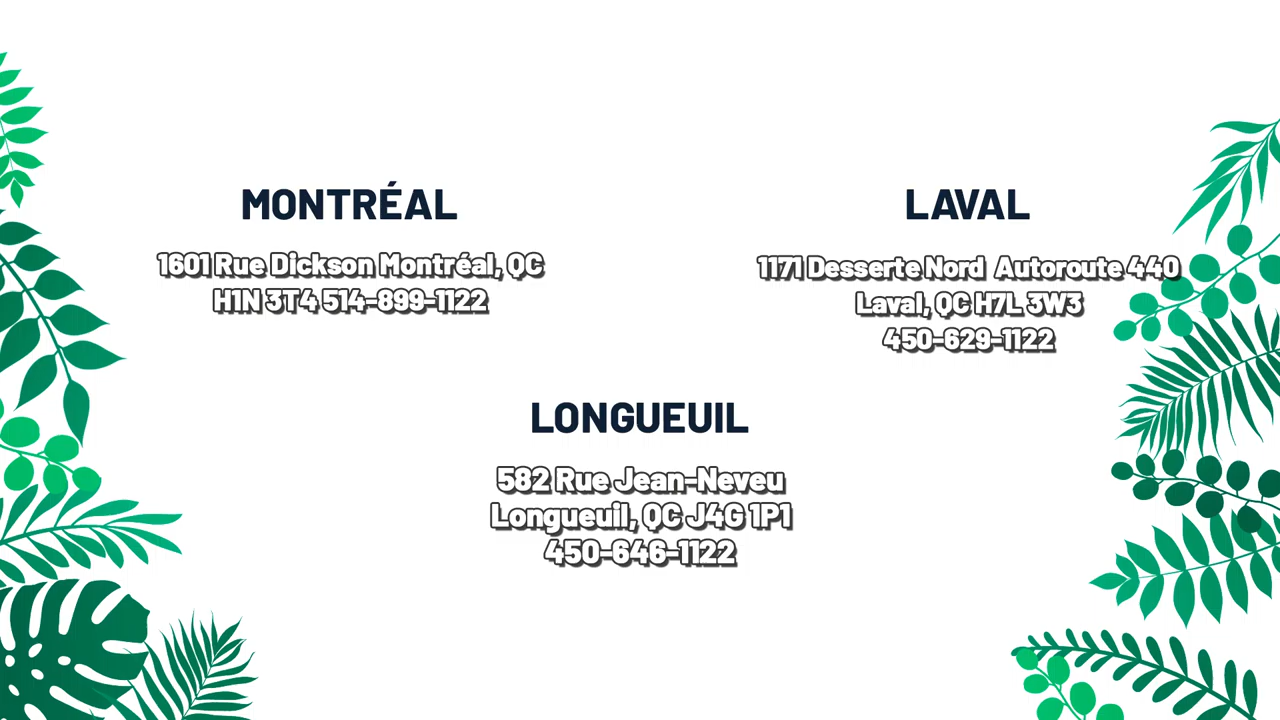 MONTRÉAL
1601 Rue Dickson Montréal, QC
H1N 3T4 514-899-1122
LAVAL
1171 Desserte Nord  Autoroute 440
Laval, QC H7L 3W3
450-629-1122
LONGUEUIL
582 Rue Jean-Neveu
Longueuil, QC J4G 1P1
450-646-1122